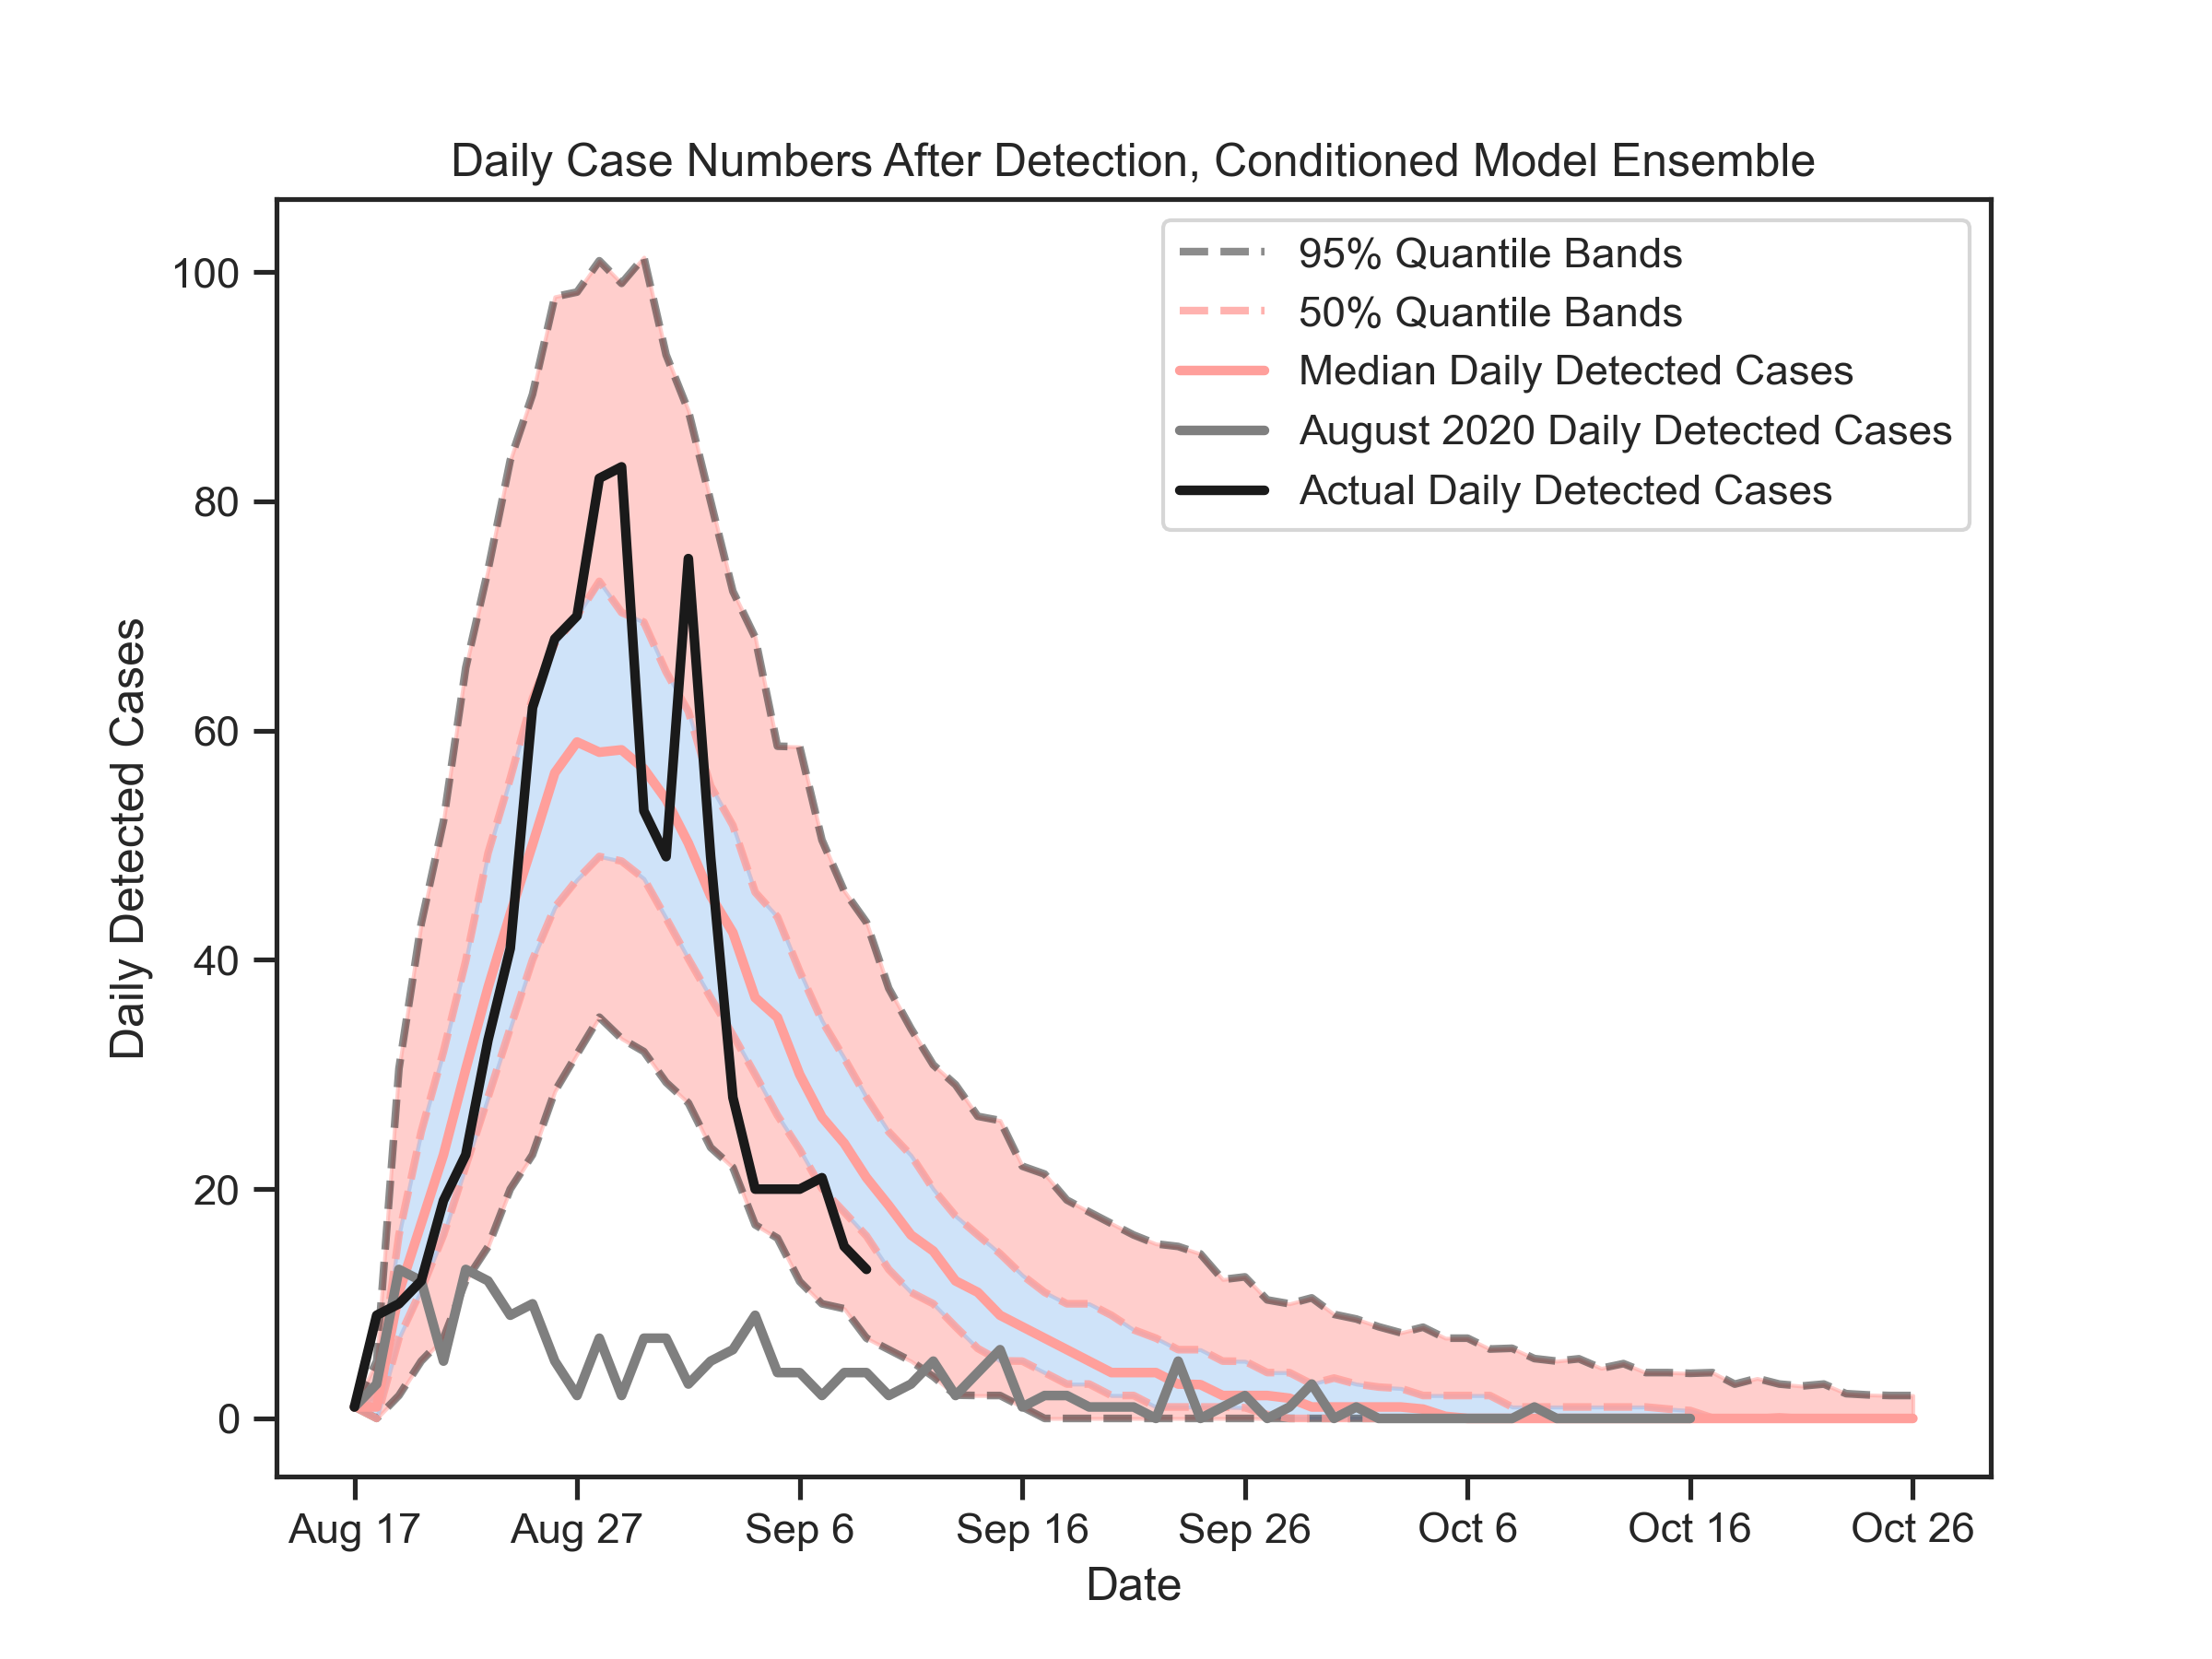 Daily Case Numbers After Detection, Conditioned Model Ensemble
95% Quantile Bands
50% Quantile Bands
Median Daily Detected Cases
August 2020 Daily Detected Cases
Actual Daily Detected Cases
Daily Detected Cases
100
80
60
40
20
0
Aug 17 Aug 27 Sep 6 Sep 16 Sep 26 Oct 6 Oct 16 Oct 26
Date